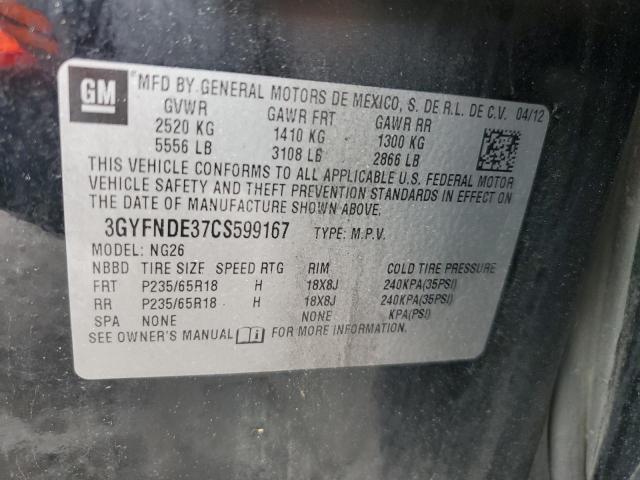 GM
MFD BY GENERAL MOTORS DE MEXICO, S. DE R.L. DE C.V. 04/12
GVWR GAWR FRT GAWR RR
2520 KG 1410 KG 1300 KG
5556 LB 3108 LB 2866 LB
THIS VEHICLE CONFORMS TO ALL APPLICABLE U.S. FEDERAL MOTOR
VEHICLE SAFETY AND THEFT PREVENTION STANDARDS IN EFFECT ON
THE DATE OF MANUFACTURE SHOWN ABOVE.
3GYFNDE37CS599167 TYPE: M.P.V.
MODEL: NG26
NBBD TIRE SIZE SPEED RTG RIM COLD TIRE PRESSURE
FRT P235/65R18 H 18X8J 240KPA(35PSI)
RR P235/65R18 H 18X8J 240KPA(35PSI)
SPA NONE NONE KPA(PSI)
SEE OWNER'S MANUAL FOR MORE INFORMATION.